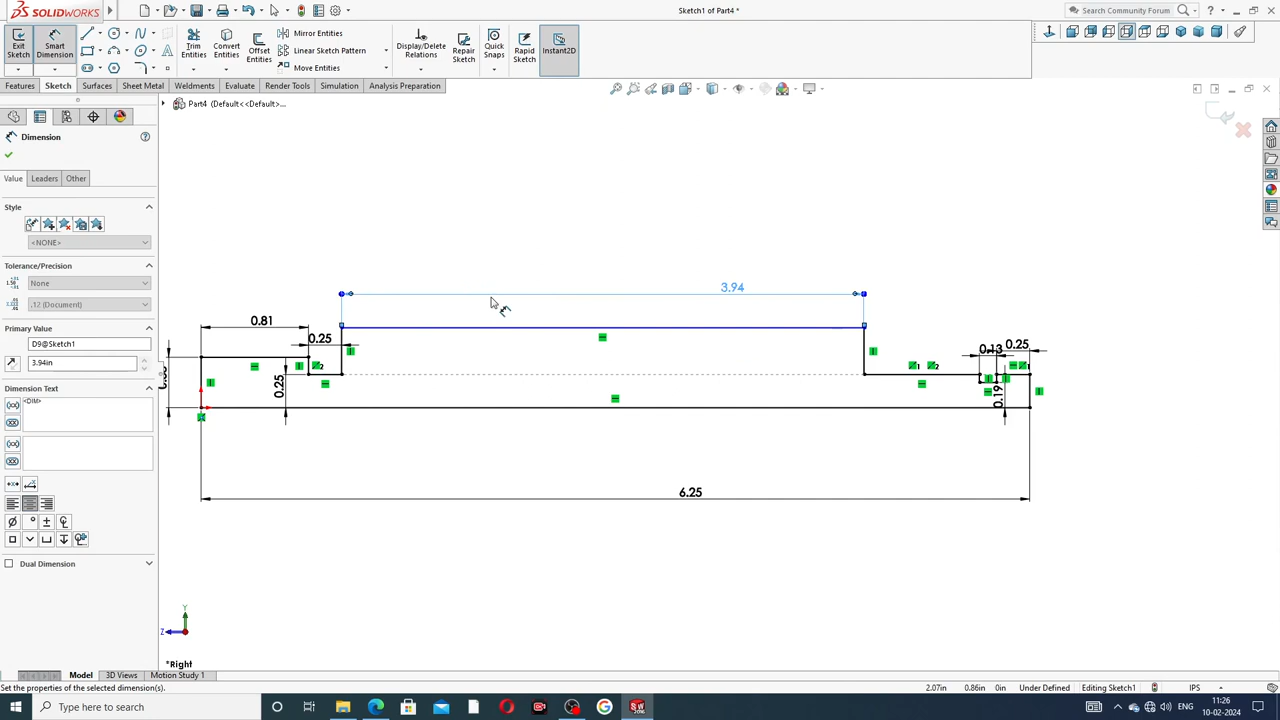 SOLIDWORKS
Sketch1 of Part4 *
Search Community Forum
Exit Sketch
Smart Dimension
Trim Entities
Convert Entities
Offset Entities
Mirror Entities
Linear Sketch Pattern
Move Entities
Display/Delete Relations
Repair Sketch
Quick Snaps
Rapid Sketch
Instant2D
Features Sketch Surfaces Sheet Metal Weldments Evaluate Render Tools Simulation Analysis Preparation
Part4 (Default<<Default>...
Dimension
Value Leaders Other
Style
<NONE>
Tolerance/Precision
None
.12 (Document)
Primary Value
D9@Sketch1
3.94in
Dimension Text
<DIM>
Dual Dimension
3.94
0.81
0.25
0.13
0.25
0.25
0.19
6.25
Y
Z
*Right
Model 3D Views Motion Study 1
Set the properties of the selected dimension(s).
2.07in 0.86in 0in Under Defined Editing Sketch1 IPS
Type here to search
ENG
11:26
10-02-2024